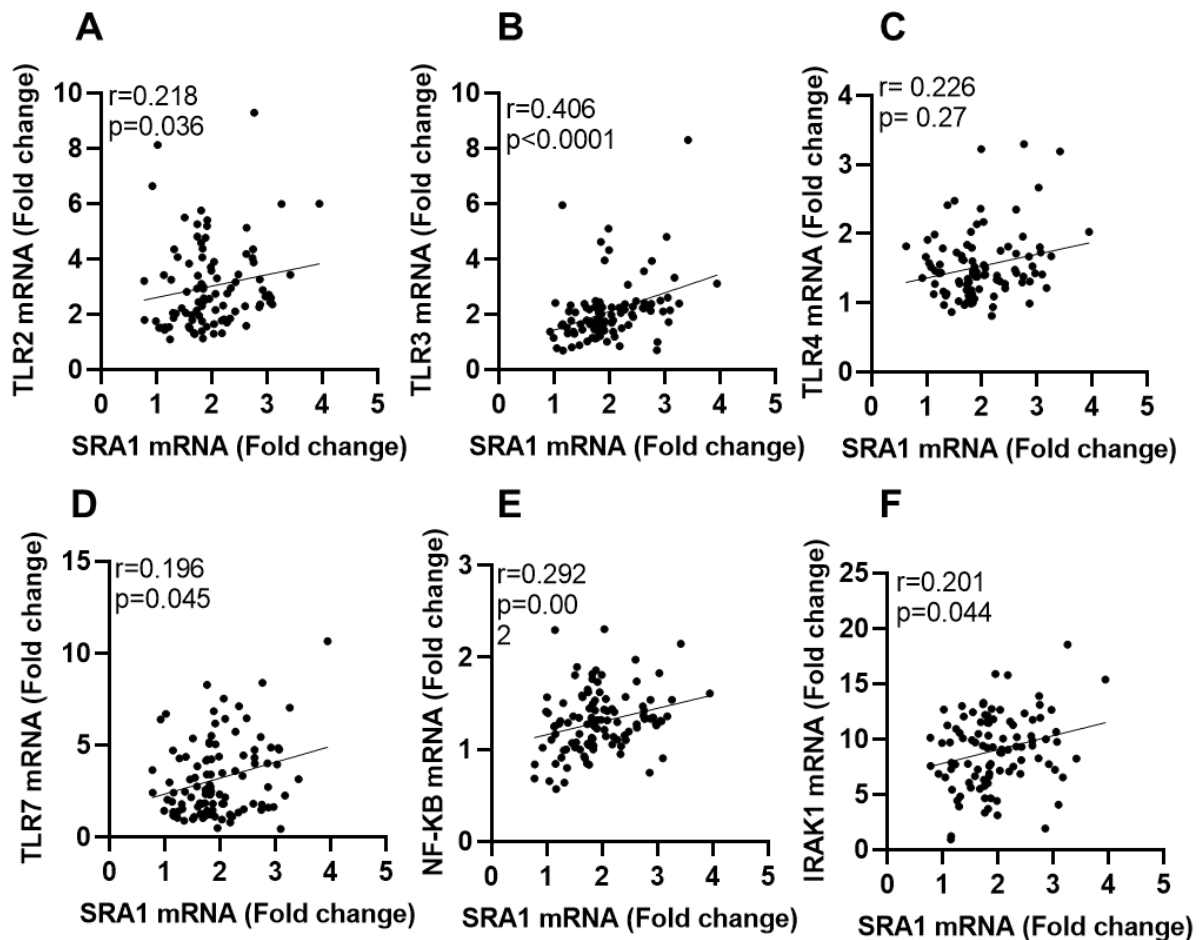 A
r=0.218
p=0.036
TLR2 mRNA (Fold change)
10
8
6
4
2
0
0 1 2 3 4 5
SRA1 mRNA (Fold change)
B
r=0.406
p<0.0001
TLR3 mRNA (Fold change)
10
8
6
4
2
0
0 1 2 3 4 5
SRA1 mRNA (Fold change)
C
r= 0.226
p= 0.27
TLR4 mRNA (Fold change)
4
3
2
1
0
0 1 2 3 4 5
SRA1 mRNA (Fold change)
D
r=0.196
p=0.045
TLR7 mRNA (Fold change)
15
10
5
0
0 1 2 3 4 5
SRA1 mRNA (Fold change)
E
r=0.292
p=0.00
2
NF-KB mRNA (Fold change)
3
2
1
0
0 1 2 3 4 5
SRA1 mRNA (Fold change)
F
r=0.201
p=0.044
IRAK1 mRNA (Fold change)
25
20
15
10
5
0
0 1 2 3 4 5
SRA1 mRNA (Fold change)